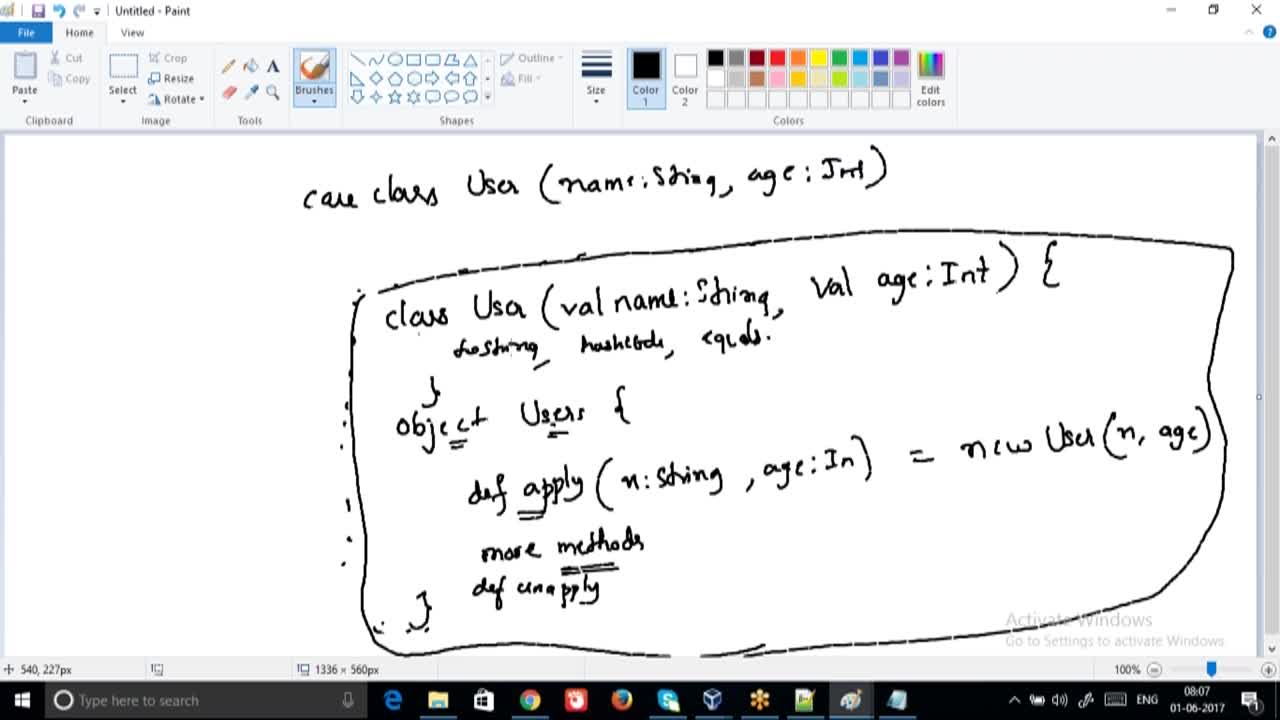 Untitled - Paint
File Home View
Paste
Cut
Copy
Clipboard
Select
Crop
Resize
Rotate
Image
Tools
Brushes
Shapes
Outline
Fill
Size
Color 1
Color 2
Edit colors
Colors
case class User (name:String, age:Int)
class User (val name:String, val age:Int) {
toString, hashCode, equals.
}
object Users {
def apply (n:String, age:In) = new User(n, age)
more methods
def unapply
}
Activate Windows
Go to Settings to activate Windows.
540, 227px
1336 × 560px
100%
Type here to search
ENG
08:07
01-06-2017
1